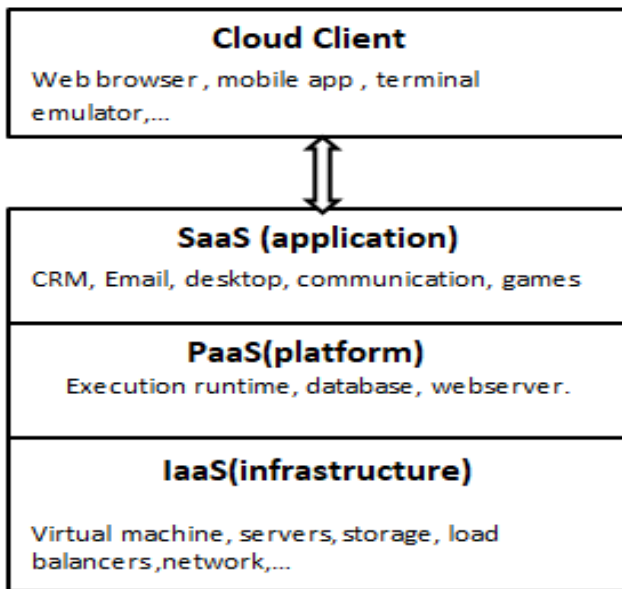 Cloud Client
Web browser, mobile app , terminal
emulator,...
SaaS (application)
CRM, Email, desktop, communication, games
PaaS(platform)
Execution runtime, database, webserver.
IaaS(infrastructure)
Virtual machine, servers, storage, load
balancers ,network,...